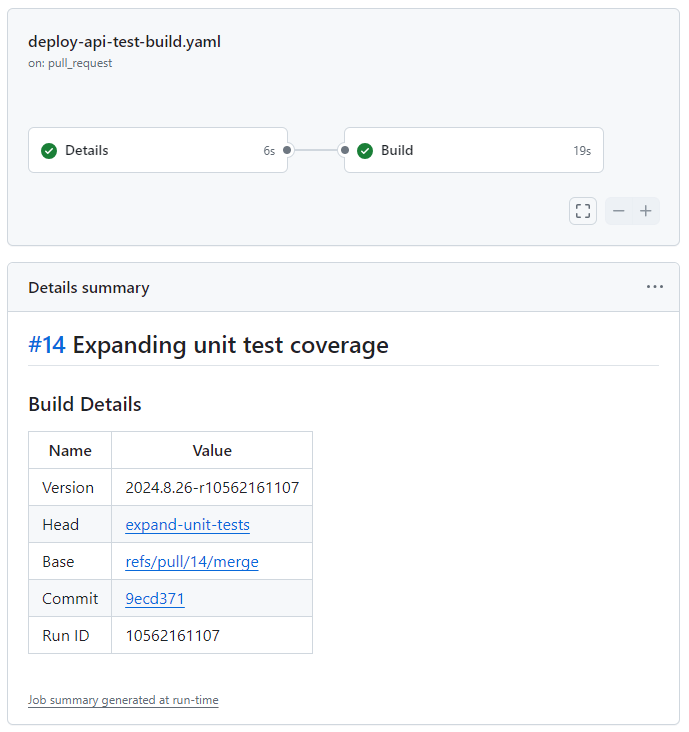 deploy-api-test-build.yaml
on: pull_request
Details 6s
Build 19s
Details summary
#14 Expanding unit test coverage
Build Details
Name Value
Version 2024.8.26-r10562161107
Head expand-unit-tests
Base refs/pull/14/merge
Commit 9ecd371
Run ID 10562161107
Job summary generated at run-time